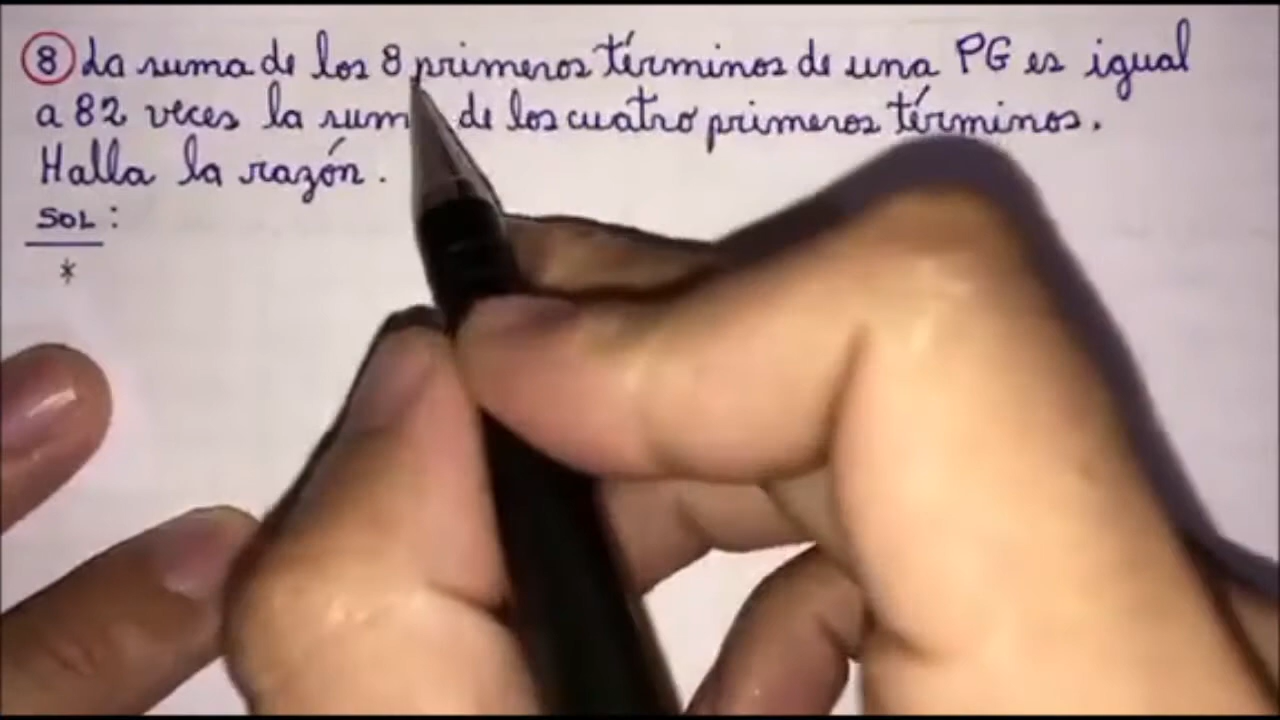 8 La suma de los 8 primeros términos de una PG es igual
a 82 veces la sum de los cuatro primeros términos.
Halla la razón.
SOL:
*